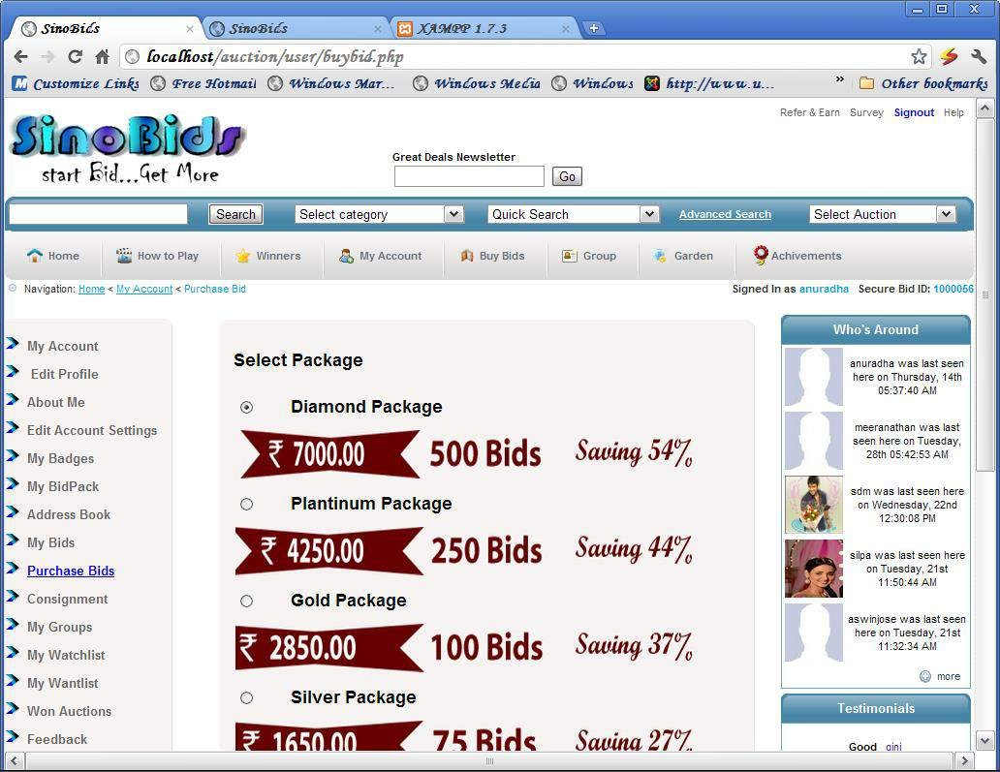 SinoBids
SinoBids
XAMPP 1.7.3
localhost/auction/user/buybid.php
Customize Links
Free Hotmail
Windows Mar...
Windows Media
Windows
http://www.u...
»
Other bookmarks
SinoBids
start Bid...Get More
Refer & Earn Survey Signout Help
Great Deals Newsletter
Go
Search
Select category
Quick Search
Advanced Search
Select Auction
Home
How to Play
Winners
My Account
Buy Bids
Group
Garden
Achivements
Navigation: Home < My Account < Purchase Bid
Signed In as anuradha Secure Bid ID: 1000056
My Account
Edit Profile
About Me
Edit Account Settings
My Badges
My BidPack
Address Book
My Bids
Purchase Bids
Consignment
My Groups
My Watchlist
My Wantlist
Won Auctions
Feedback
Select Package
Diamond Package
₹ 7000.00 500 Bids Saving 54%
Plantinum Package
₹ 4250.00 250 Bids Saving 44%
Gold Package
₹ 2850.00 100 Bids Saving 37%
Silver Package
₹ 1650.00 75 Bids Saving 27%
Who's Around
anuradha was last seen
here on Thursday, 14th
05:37:40 AM
meeranathan was last
seen here on Tuesday,
28th 05:42:53 AM
sdm was last seen here
on Wednesday, 22nd
12:30:08 PM
silpa was last seen here
on Tuesday, 21st
11:50:44 AM
aswinjose was last seen
here on Tuesday, 21st
11:32:34 AM
more
Testimonials
Good gini